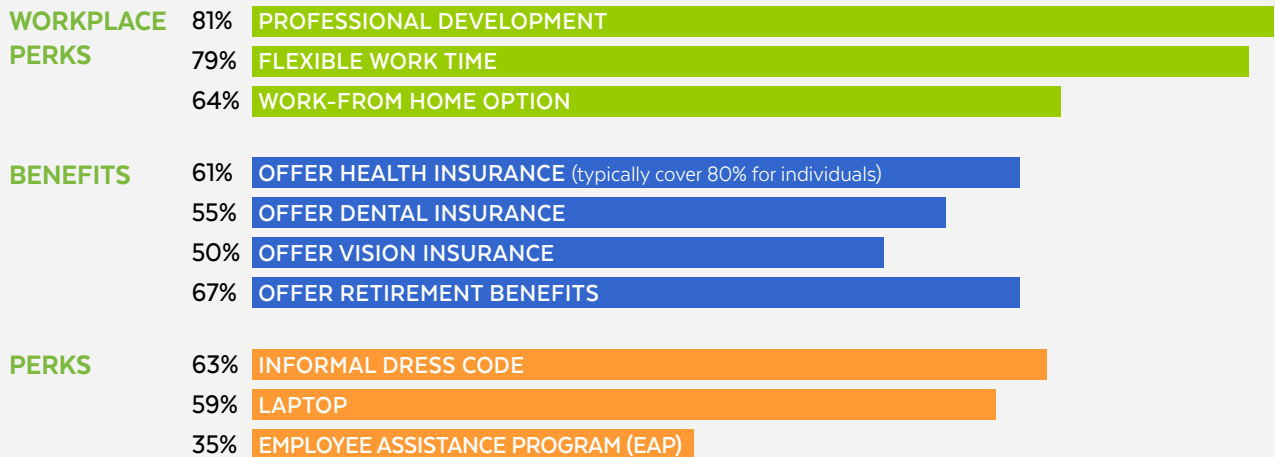 WORKPLACE PERKS
81% PROFESSIONAL DEVELOPMENT
79% FLEXIBLE WORK TIME
64% WORK-FROM HOME OPTION
BENEFITS
61% OFFER HEALTH INSURANCE (typically cover 80% for individuals)
55% OFFER DENTAL INSURANCE
50% OFFER VISION INSURANCE
67% OFFER RETIREMENT BENEFITS
PERKS
63% INFORMAL DRESS CODE
59% LAPTOP
35% EMPLOYEE ASSISTANCE PROGRAM (EAP)